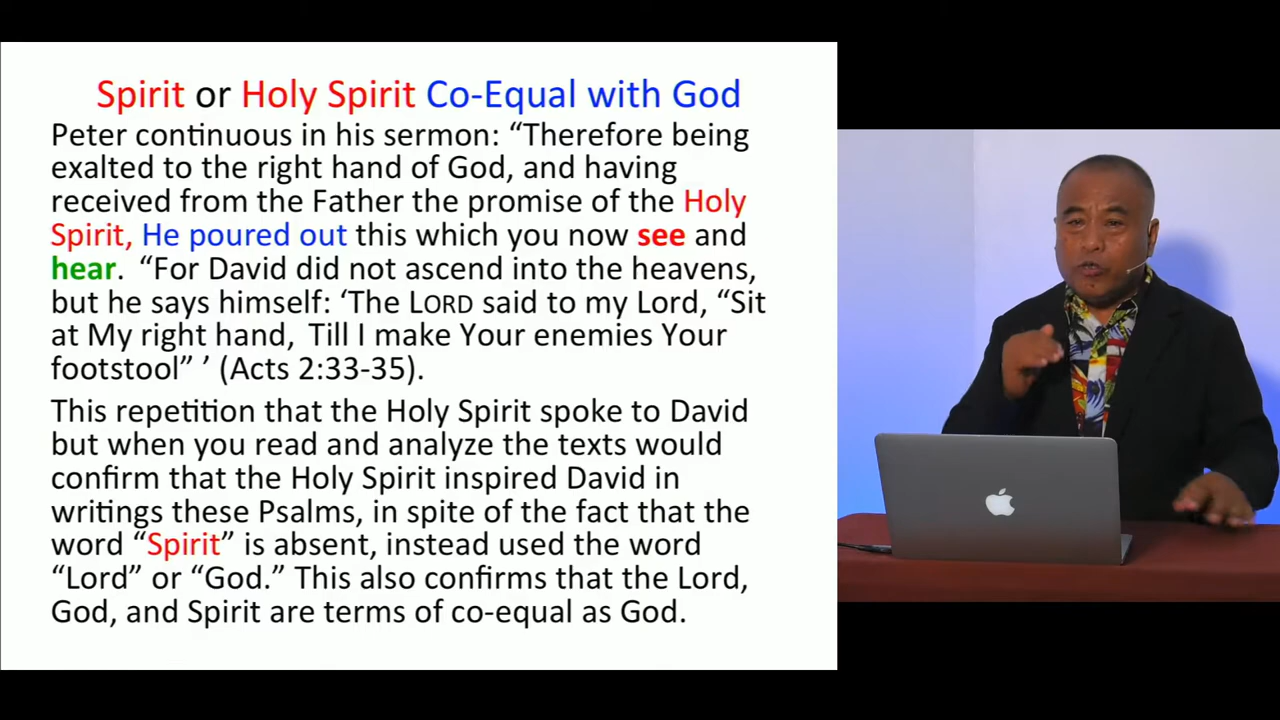 Spirit or Holy Spirit Co-Equal with God
Peter continuous in his sermon: “Therefore being
exalted to the right hand of God, and having
received from the Father the promise of the Holy
Spirit, He poured out this which you now see and
hear. “For David did not ascend into the heavens,
but he says himself: ‘The LORD said to my Lord, “Sit
at My right hand, Till I make Your enemies Your
footstool” ’ (Acts 2:33-35).
This repetition that the Holy Spirit spoke to David
but when you read and analyze the texts would
confirm that the Holy Spirit inspired David in
writings these Psalms, in spite of the fact that the
word “Spirit” is absent, instead used the word
“Lord” or “God.” This also confirms that the Lord,
God, and Spirit are terms of co-equal as God.